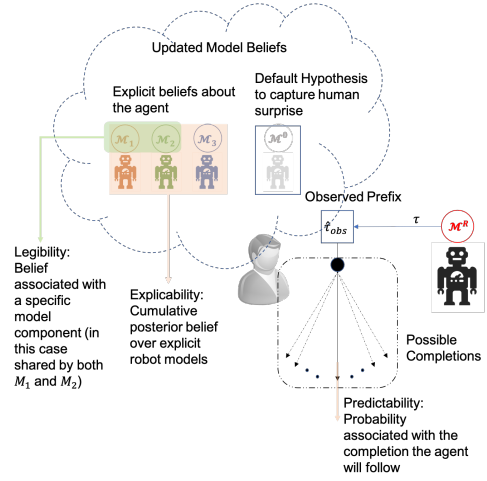 Updated Model Beliefs
Explicit beliefs about
the agent
Default Hypothesis
to capture human
surprise
ℳ₁
ℳ₂
ℳ₃
ℳ⁰
Observed Prefix
τ̂ₒbₛ
τ
ℳᴿ
Legibility:
Belief
associated with
a specific
model
component (in
this case
shared by both
M₁ and M₂)
Explicability:
Cumulative
posterior belief
over explicit
robot models
Possible
Completions
Predictability:
Probability
associated with the
completion the agent
will follow